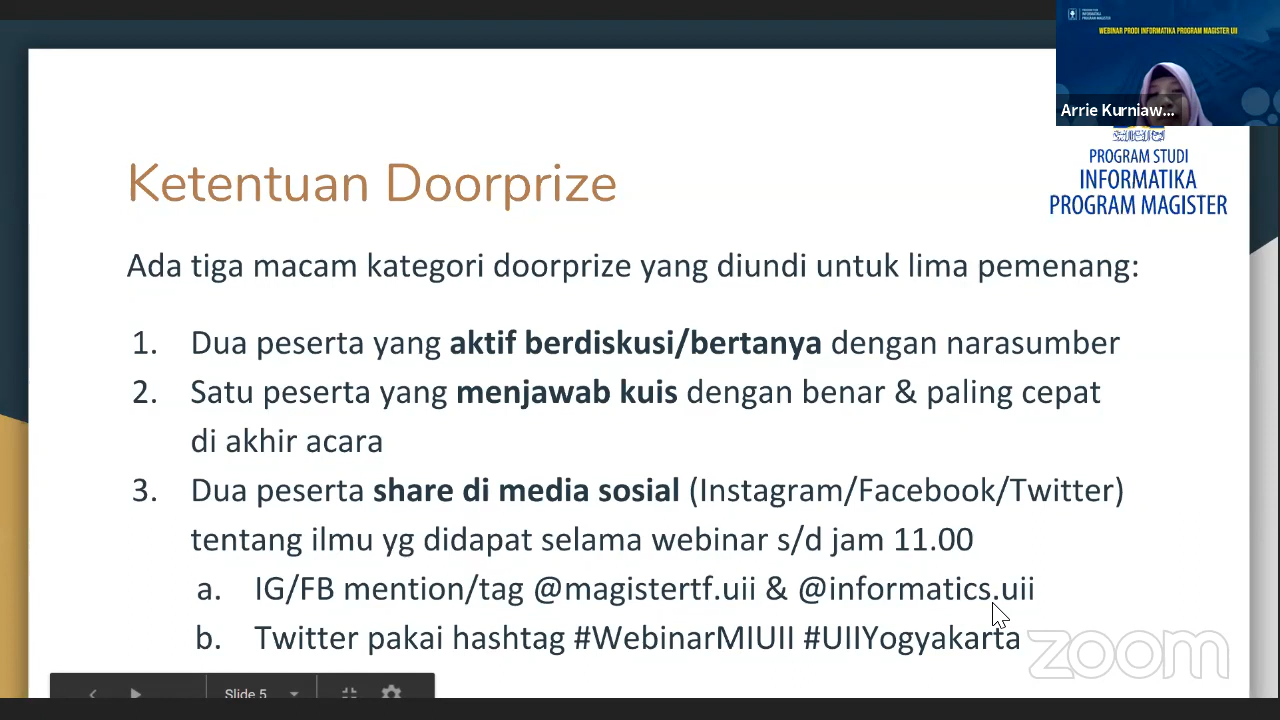 WEBINAR PRODI INFORMATIKA PROGRAM MAGISTER UII
Arrie Kurniaw...
PROGRAM STUDI
INFORMATIKA
PROGRAM MAGISTER
Ketentuan Doorprize
Ada tiga macam kategori doorprize yang diundi untuk lima pemenang:
1. Dua peserta yang aktif berdiskusi/bertanya dengan narasumber
2. Satu peserta yang menjawab kuis dengan benar & paling cepat
di akhir acara
3. Dua peserta share di media sosial (Instagram/Facebook/Twitter)
tentang ilmu yg didapat selama webinar s/d jam 11.00
a. IG/FB mention/tag @magistertf.uii & @informatics.uii
b. Twitter pakai hashtag #WebinarMIUII #UIIYogyakarta
zoom
Slide 5